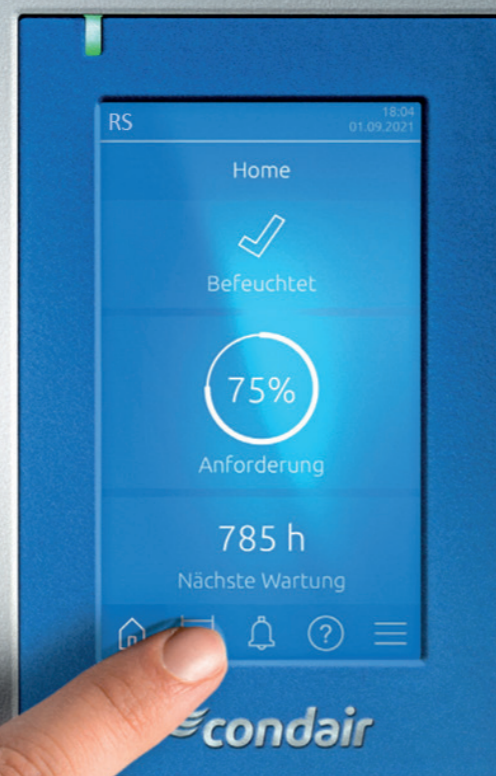 RS
18:04
01.09.2021
Home
Befeuchtet
75%
Anforderung
785 h
Nächste Wartung
?
condair